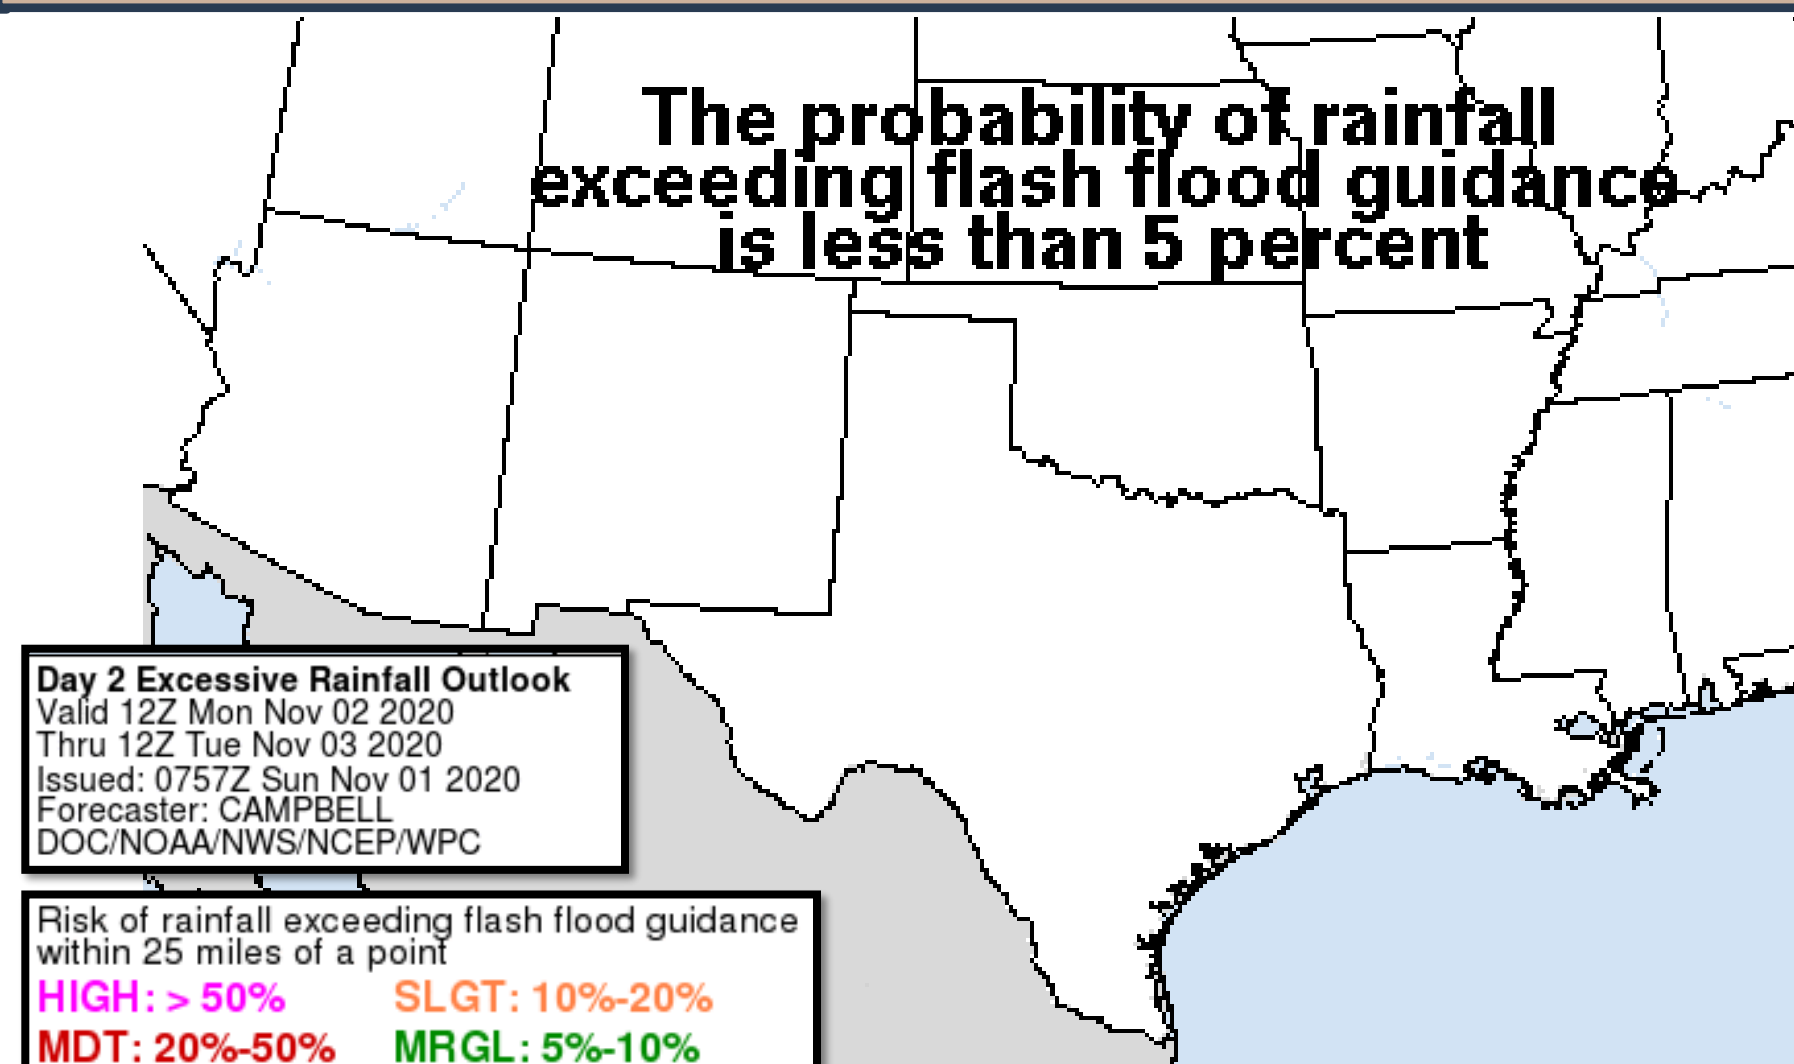 The probability of rainfall
exceeding flash flood guidance
is less than 5 percent
Day 2 Excessive Rainfall Outlook
Valid 12Z Mon Nov 02 2020
Thru 12Z Tue Nov 03 2020
Issued: 0757Z Sun Nov 01 2020
Forecaster: CAMPBELL
DOC/NOAA/NWS/NCEP/WPC
Risk of rainfall exceeding flash flood guidance
within 25 miles of a point
HIGH: > 50% SLGT: 10%-20%
MDT: 20%-50% MRGL: 5%-10%